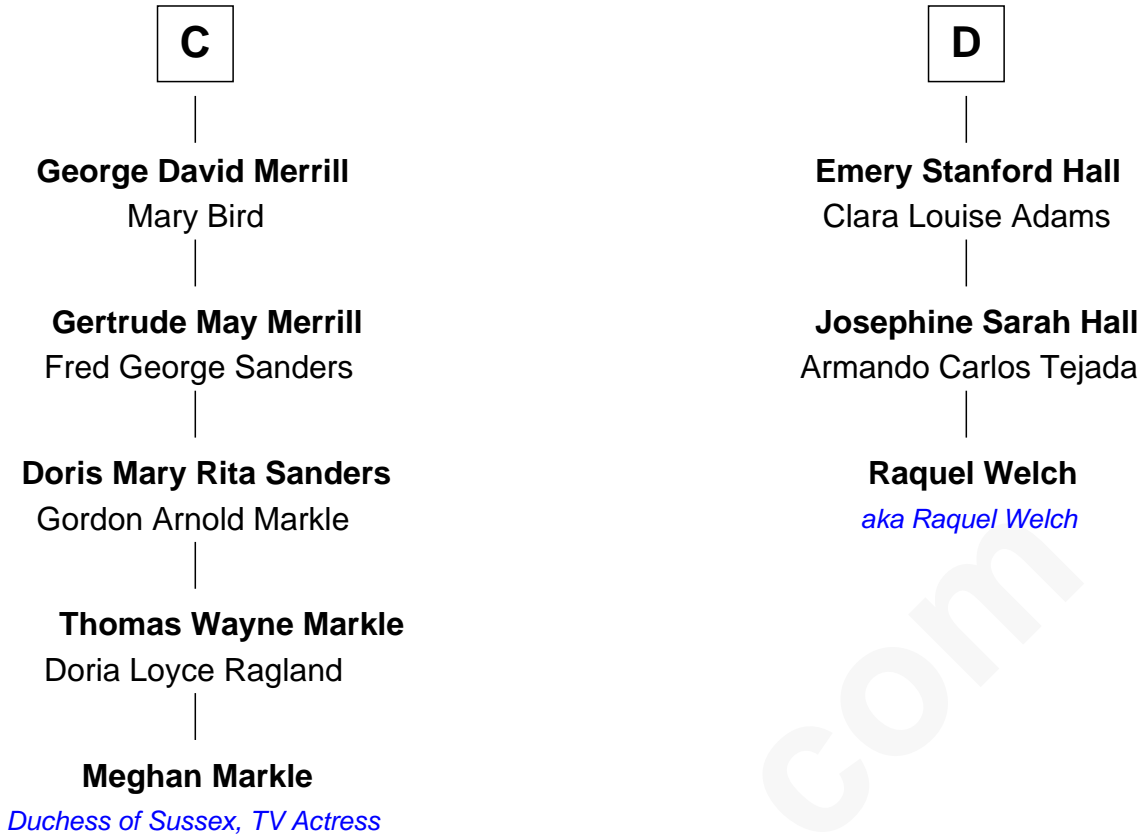 C
George David Merrill
Mary Bird
Gertrude May Merrill
Fred George Sanders
Doris Mary Rita Sanders
Gordon Arnold Markle
Thomas Wayne Markle
Doria Loyce Ragland
Meghan Markle
Duchess of Sussex, TV Actress
D
Emery Stanford Hall
Clara Louise Adams
Josephine Sarah Hall
Armando Carlos Tejada
Raquel Welch
aka Raquel Welch
com